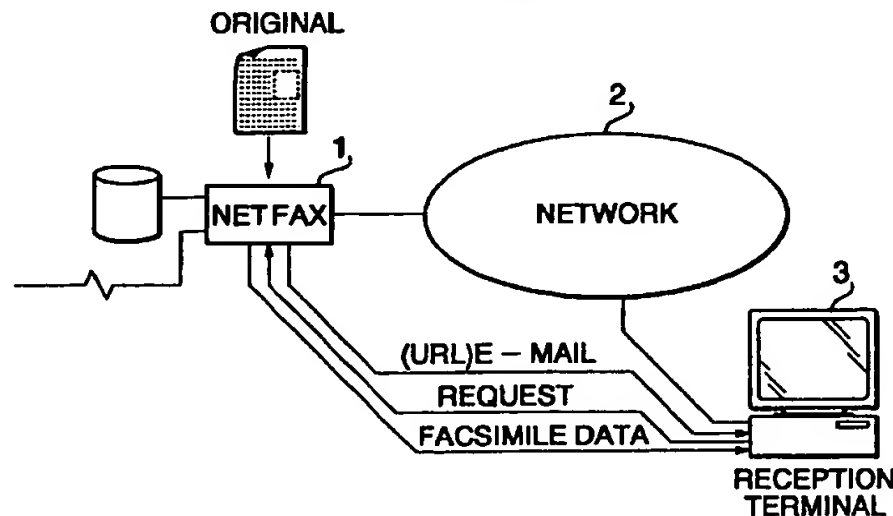 ORIGINAL
1
2
NET FAX
NETWORK
3
(URL)E – MAIL
REQUEST
FACSIMILE DATA
RECEPTION
TERMINAL